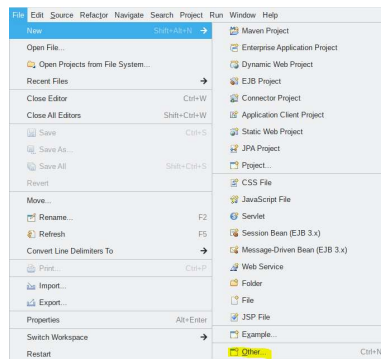 File Edit Source Refactor Navigate Search Project Run Window Help
New Shift+Alt+N
Open File...
Open Projects from File System...
Recent Files
Close Editor Ctrl+W
Close All Editors Shift+Ctrl+W
Save Ctrl+S
Save As...
Save All Shift+Ctrl+S
Revert
Move...
Rename... F2
Refresh F5
Convert Line Delimiters To
Print... Ctrl+P
Import...
Export...
Properties Alt+Enter
Switch Workspace
Restart
Maven Project
Enterprise Application Project
Dynamic Web Project
EJB Project
Connector Project
Application Client Project
Static Web Project
JPA Project
Project...
CSS File
JavaScript File
Servlet
Session Bean (EJB 3.x)
Message-Driven Bean (EJB 3.x)
Web Service
Folder
File
JSP File
Example...
Other... Ctrl+N